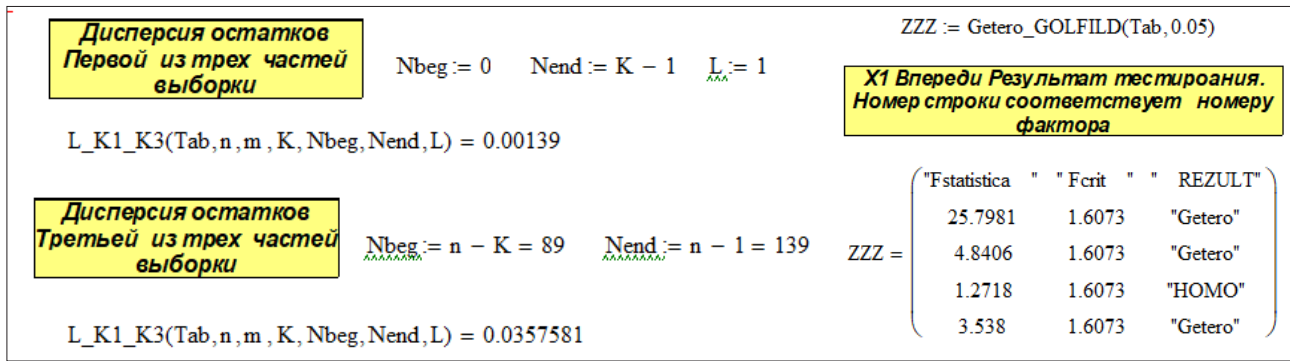 Дисперсия остатков
Первой из трех частей
выборки
Nbeg := 0 Nend := K − 1 L := 1
L_K1_K3(Tab, n, m, K, Nbeg, Nend, L) = 0.00139
Дисперсия остатков
Третьей из трех частей
выборки
Nbeg := n − K = 89 Nend := n − 1 = 139
L_K1_K3(Tab, n, m, K, Nbeg, Nend, L) = 0.0357581
ZZZ := Getero_GOLFILD(Tab, 0.05)
X1 Впереди Результат тестироания.
Номер строки соответствует номеру
фактора
"Fstatistica " " Fcrit " " REZULT"
25.7981 1.6073 "Getero"
ZZZ = 4.8406 1.6073 "Getero"
1.2718 1.6073 "HOMO"
3.538 1.6073 "Getero"